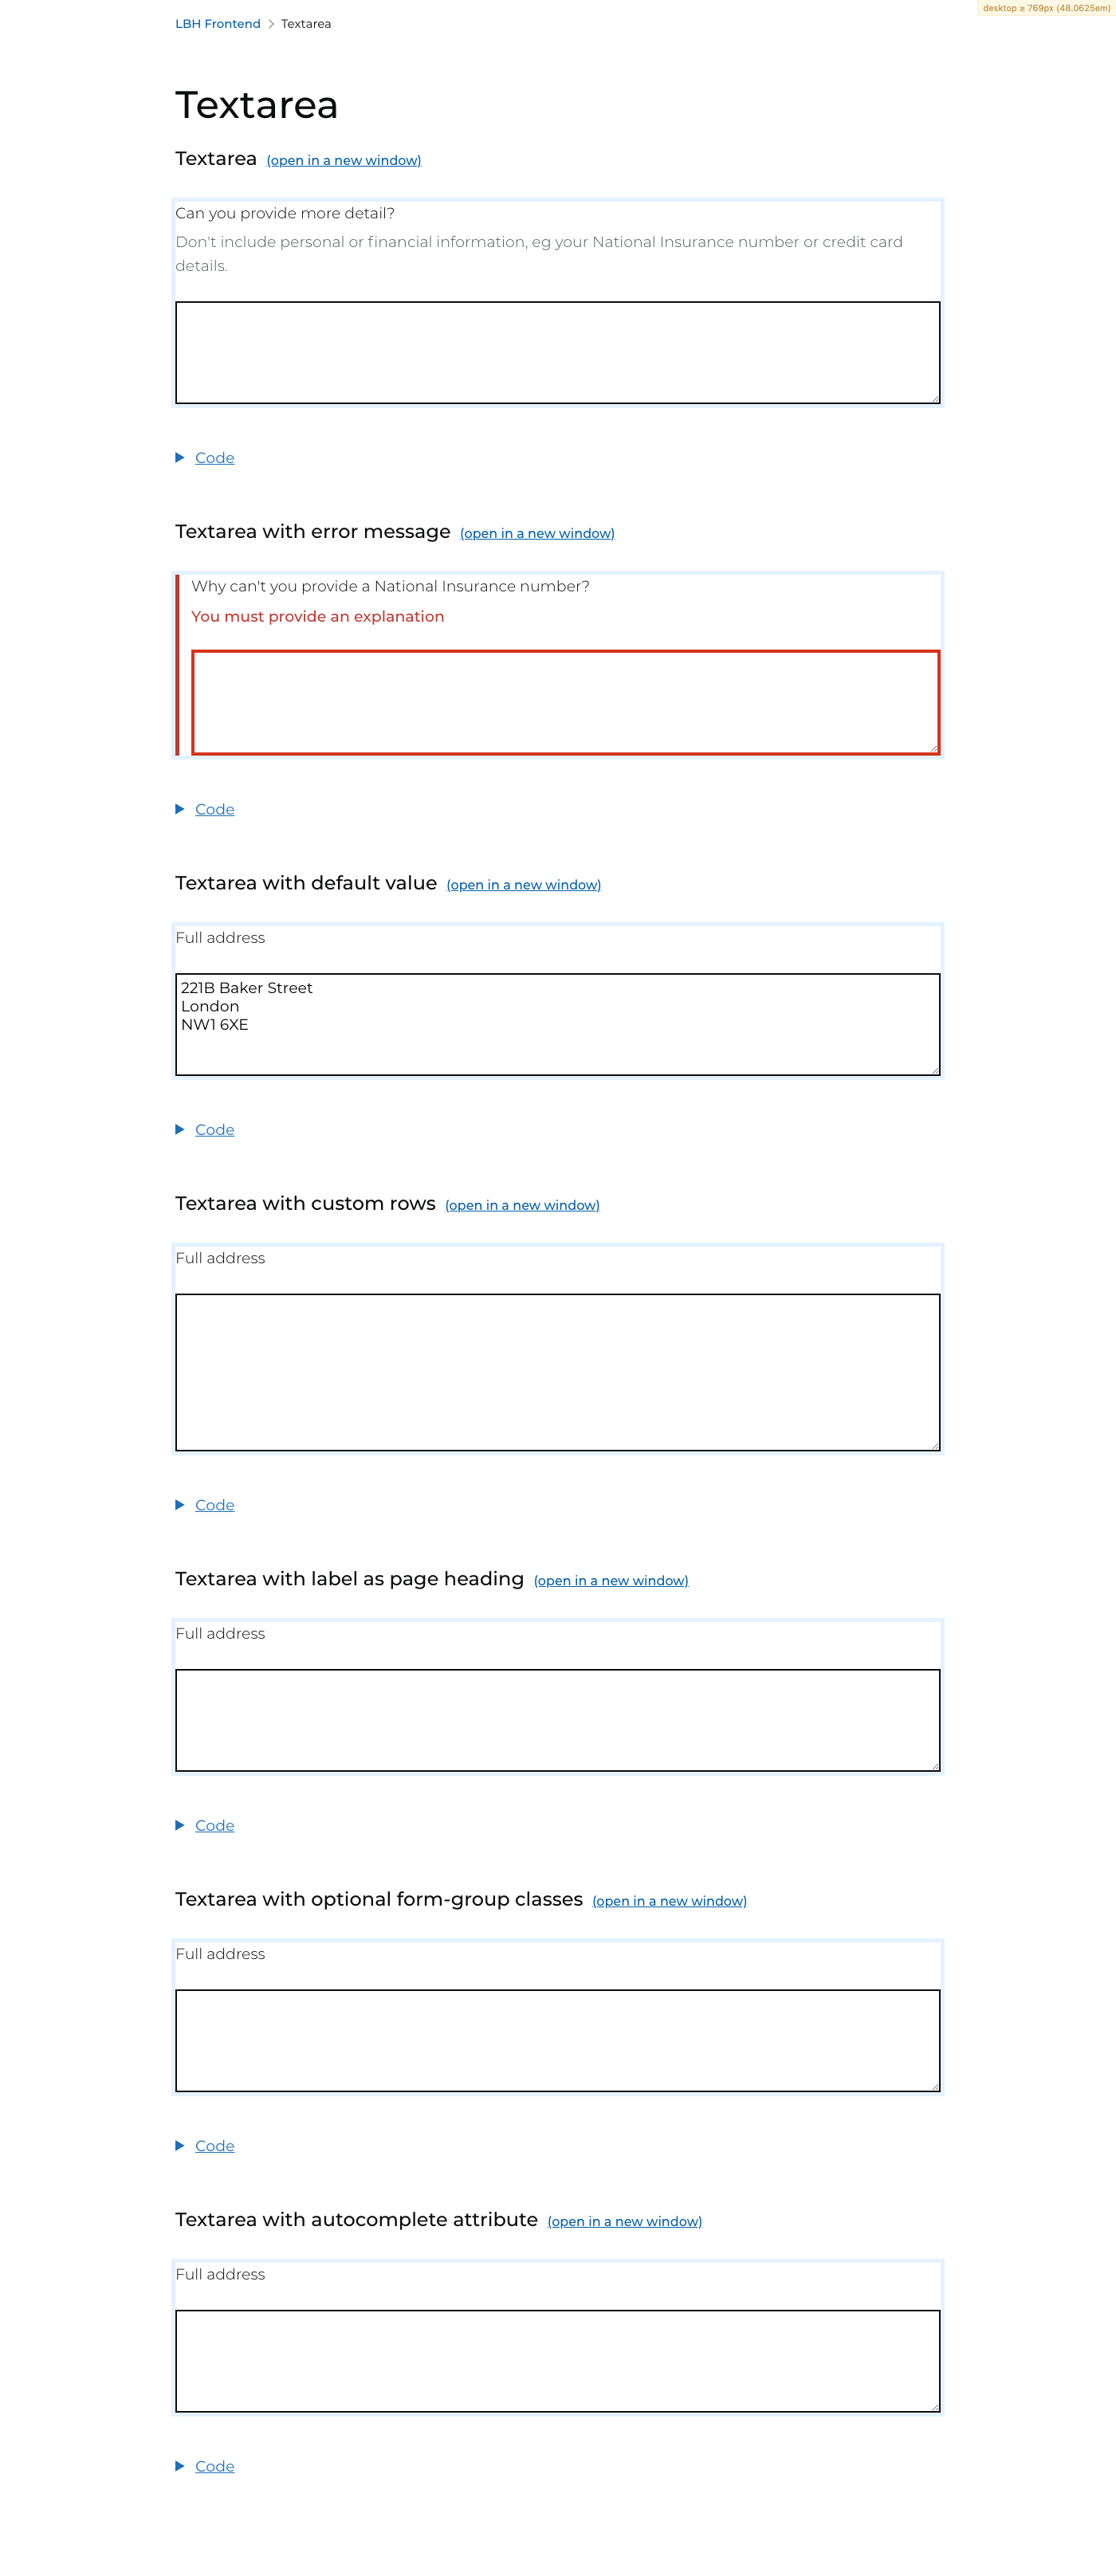 desktop ≥ 769px (48.0625em)
LBH Frontend > Textarea
Textarea
Textarea (open in a new window)
Can you provide more detail?
Don't include personal or financial information, eg your National Insurance number or credit card
details.
Code
Textarea with error message (open in a new window)
Why can't you provide a National Insurance number?
You must provide an explanation
Code
Textarea with default value (open in a new window)
Full address
221B Baker Street
London
NW1 6XE
Code
Textarea with custom rows (open in a new window)
Full address
Code
Textarea with label as page heading (open in a new window)
Full address
Code
Textarea with optional form-group classes (open in a new window)
Full address
Code
Textarea with autocomplete attribute (open in a new window)
Full address
Code